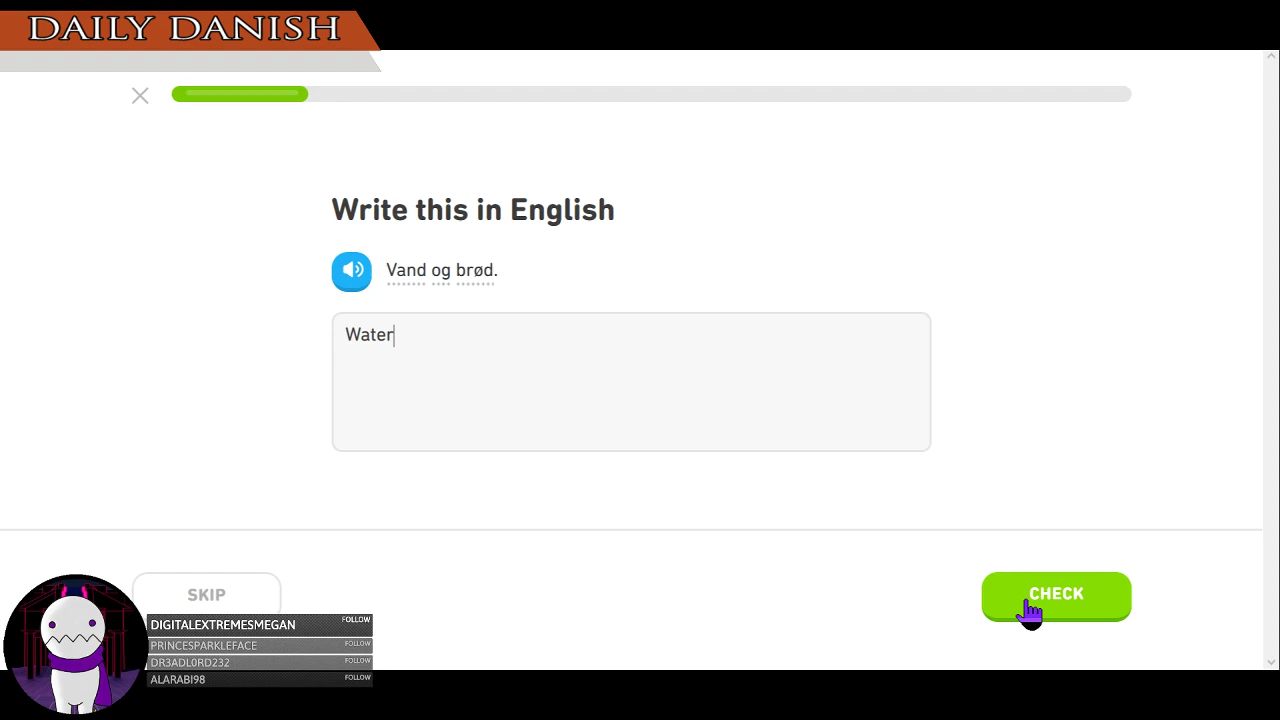 DAILY DANISH
Write this in English
Vand og brød.
Water
SKIP
CHECK
DIGITALEXTREMESMEGAN FOLLOW
PRINCESPARKLEFACE FOLLOW
DR3ADL0RD232 FOLLOW
ALARABI98 FOLLOW